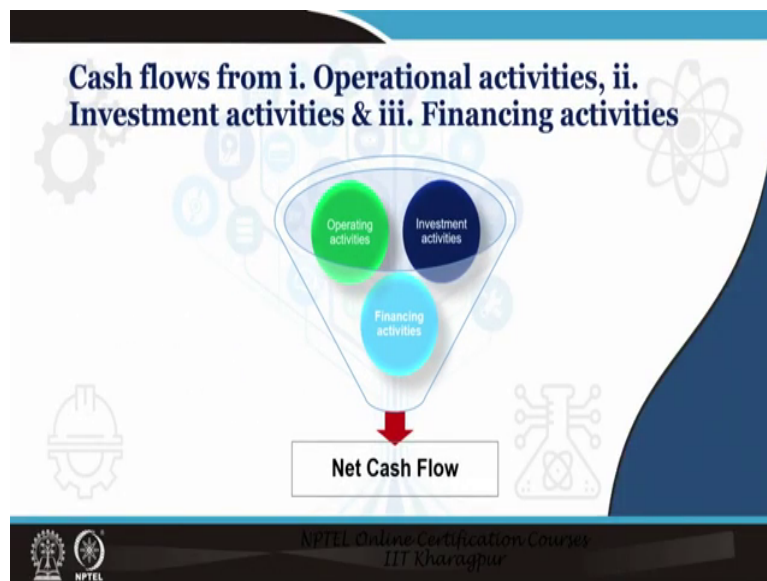 Cash flows from i. Operational activities, ii.
Investment activities & iii. Financing activities
Operating
activities
Investment
activities
Financing
activities
Net Cash Flow
NPTEL Online Certification Courses
IIT Kharagpur
NPTEL